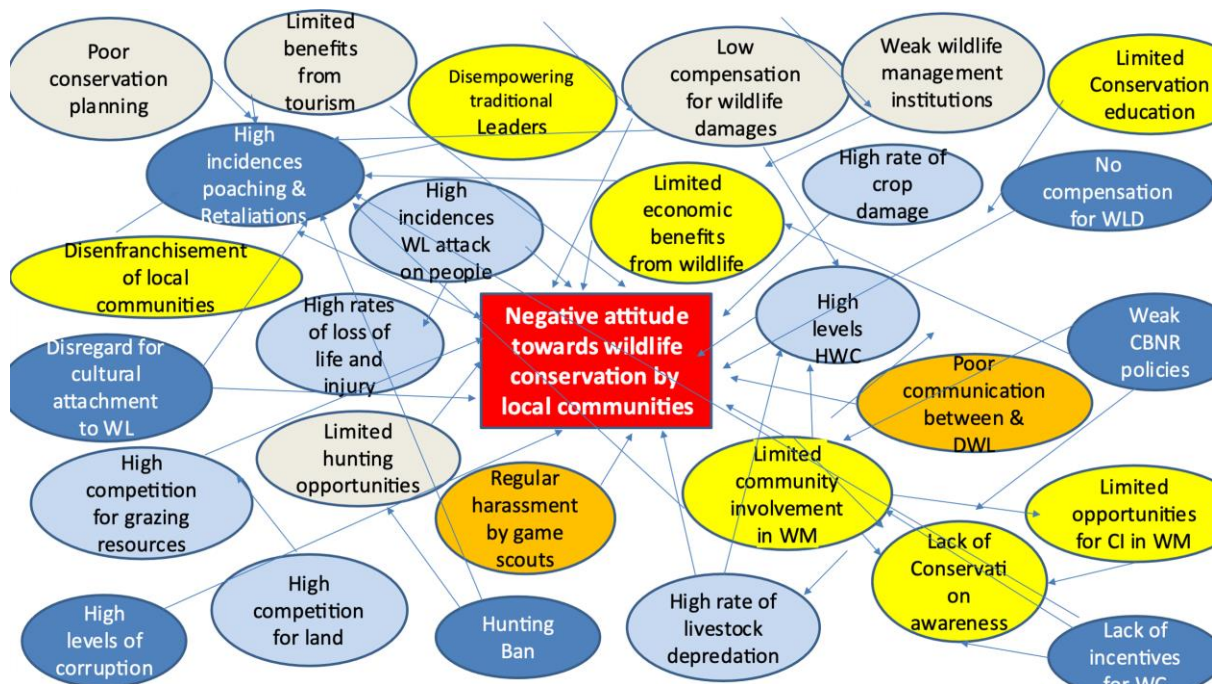 Poor
conservation
planning
Limited
benefits
from
tourism
Disempowering
traditional
Leaders
Low
compensation
for wildlife
damages
Weak wildlife
management
institutions
Limited
Conservation
education
High
incidences
poaching &
Retaliations
High
incidences
WL attack
on people
Limited
economic
benefits
from wildlife
High rate of
crop
damage
No
compensation
for WLD
Disenfranchisement
of local
communities
High rates
of loss of
life and
injury
Negative attitude
towards wildlife
conservation by
local communities
High
levels
HWC
Weak
CBNR
policies
Disregard for
cultural
attachment
to WL
Limited
hunting
opportunities
Poor
communication
between &
DWL
High
competition
for grazing
resources
Regular
harassment
by game
scouts
Limited
community
involvement
in WM
Limited
opportunities
for CI in WM
Lack of
Conservati
on
awareness
High
levels of
corruption
High
competition
for land
Hunting
Ban
High rate of
livestock
depredation
Lack of
incentives
for WC